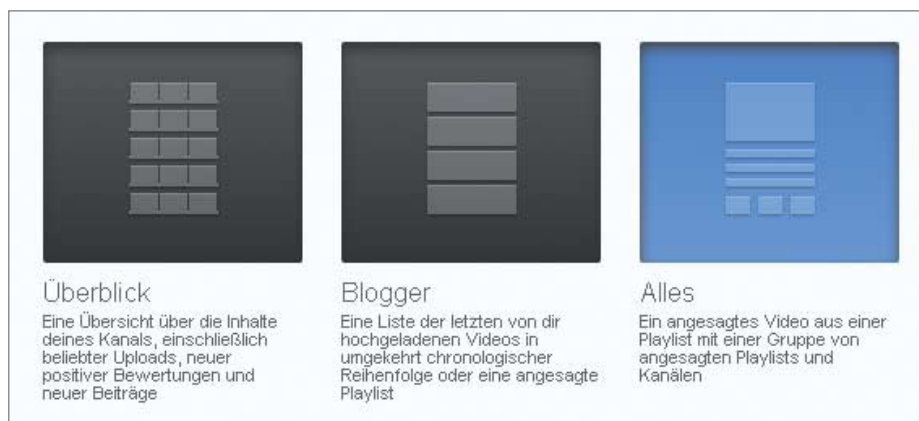 Überblick
Eine Übersicht über die Inhalte
deines Kanals, einschließlich
beliebter Uploads, neuer
positiver Bewertungen und
neuer Beiträge
Blogger
Eine Liste der letzten von dir
hochgeladenen Videos in
umgekehrt chronologischer
Reihenfolge oder eine angesagte
Playlist
Alles
Ein angesagtes Video aus einer
Playlist mit einer Gruppe von
angesagten Playlists und
Kanälen